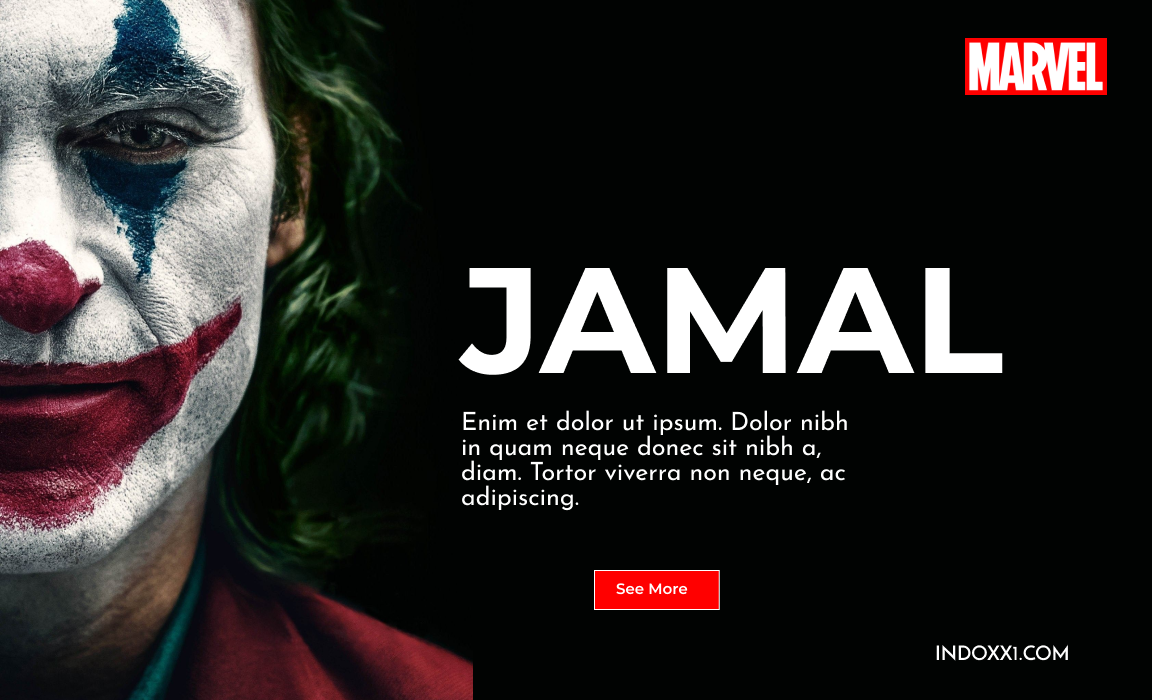 MARVEL
JAMAL
Enim et dolor ut ipsum. Dolor nibh
in quam neque donec sit nibh a,
diam. Tortor viverra non neque, ac
adipiscing.
See More
INDOXX1.COM